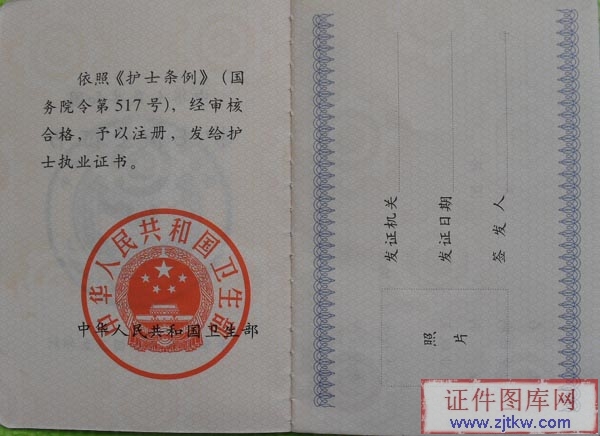 依照《护士条例》（国
务院令第517号），经审核
合格，予以注册，发给护
士执业证书。
中华人民共和国卫生部
中华人民共和国卫生部
发证机关
发证日期
签发人
照片
证件图库网
www.zjtkw.com